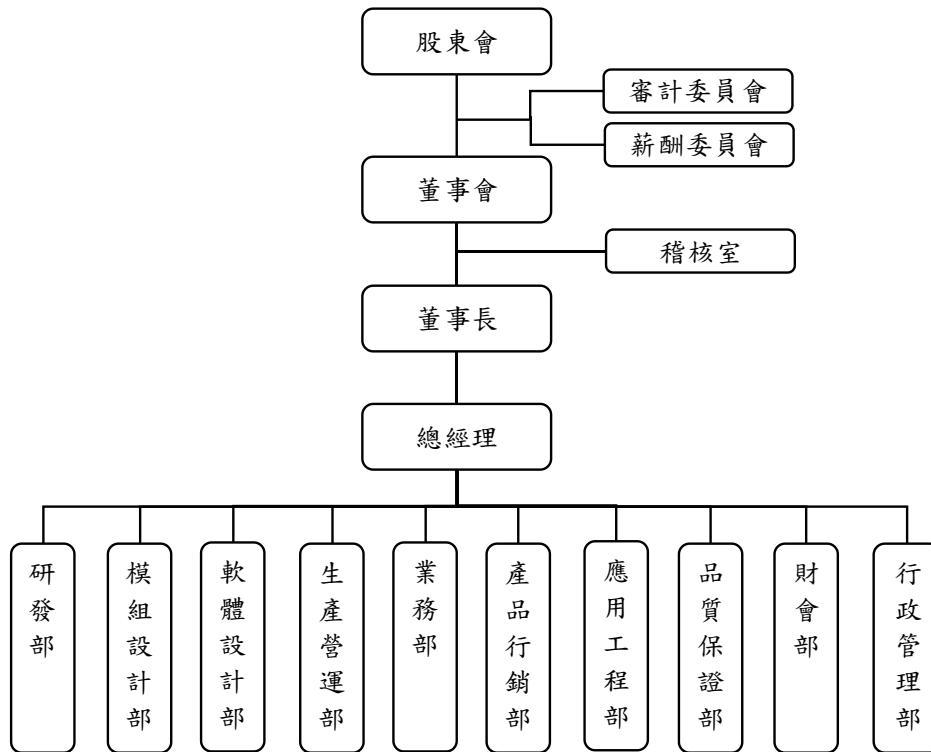 股東會
審計委員會
薪酬委員會
董事會
稽核室
董事長
總經理
研發部
模組設計部
軟體設計部
生產營運部
業務部
產品行銷部
應用工程部
品質保證部
財會部
行政管理部